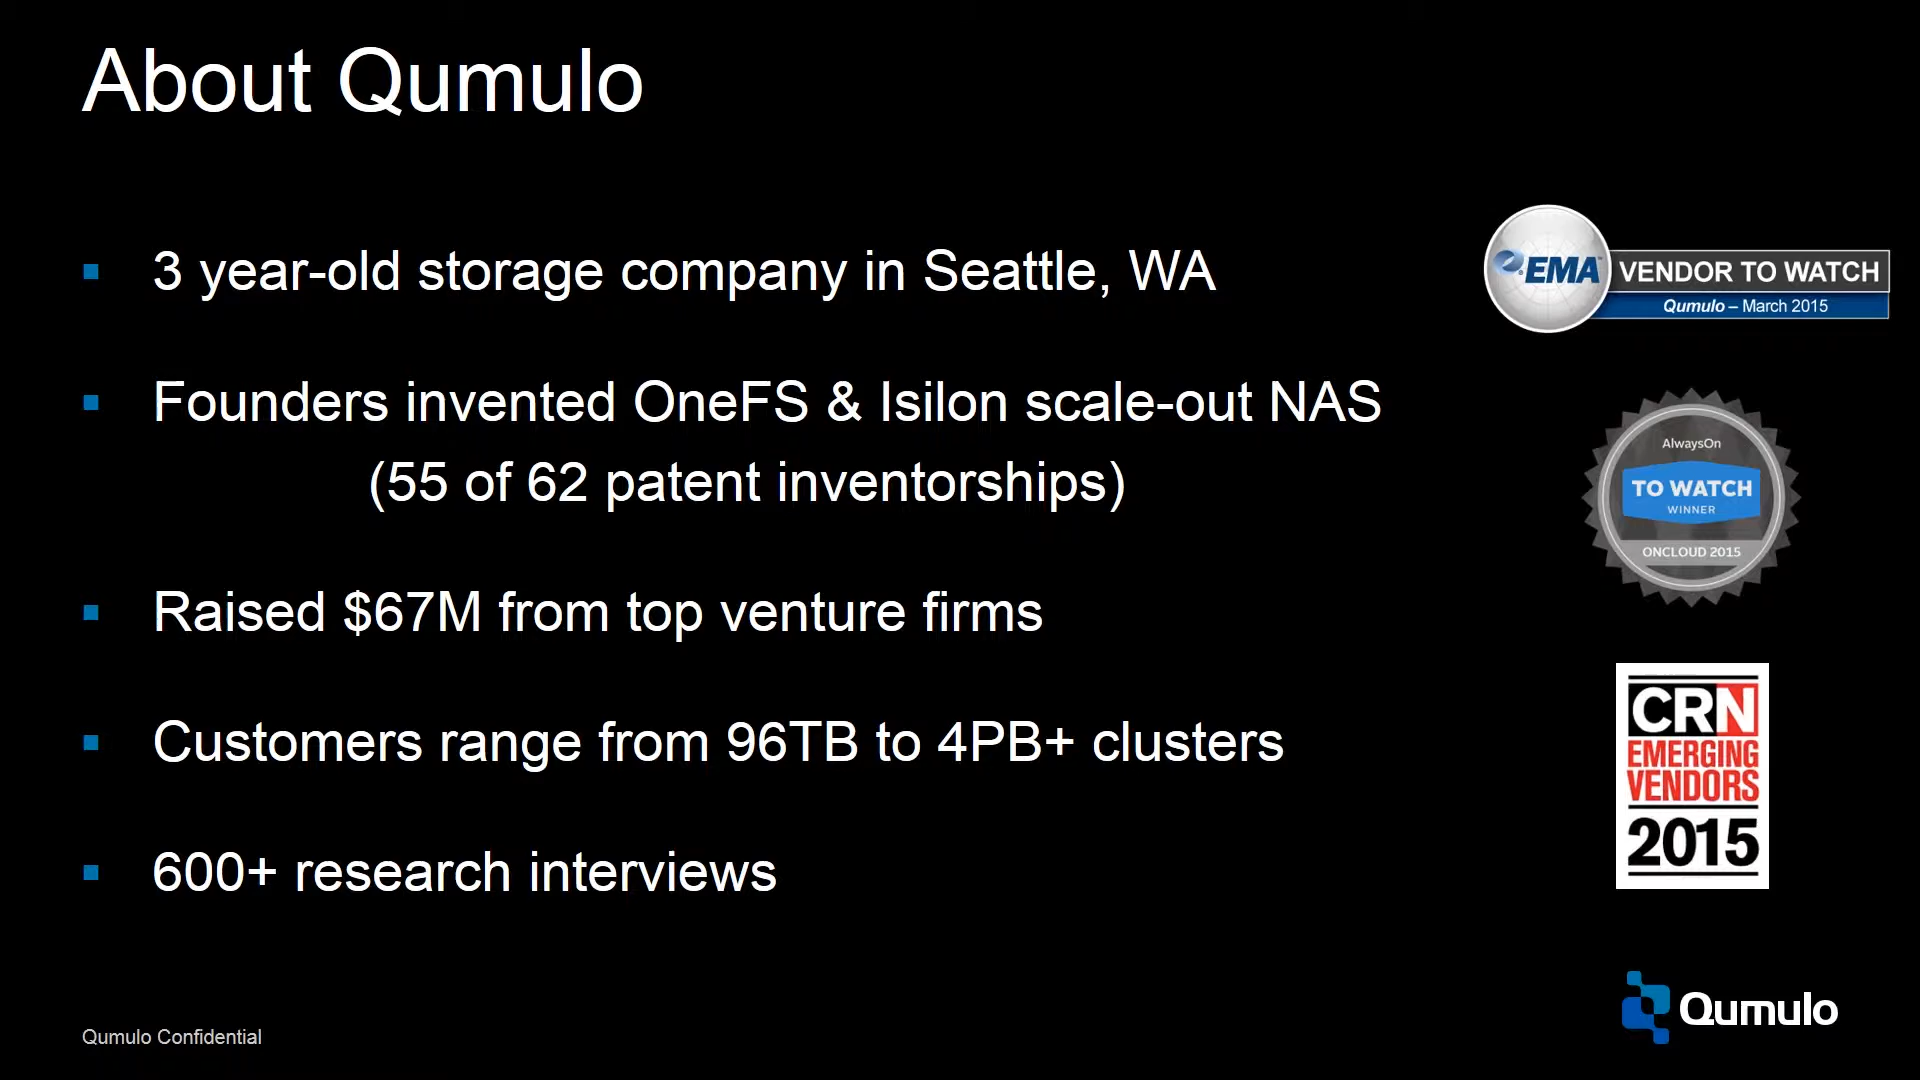 About Qumulo
3 year-old storage company in Seattle, WA
Founders invented OneFS & Isilon scale-out NAS
(55 of 62 patent inventorships)
Raised $67M from top venture firms
Customers range from 96TB to 4PB+ clusters
600+ research interviews
EMA™ VENDOR TO WATCH
Qumulo – March 2015
AlwaysOn
TO WATCH
WINNER
ONCLOUD 2015
CRN
EMERGING
VENDORS
2015
Qumulo
Qumulo Confidential